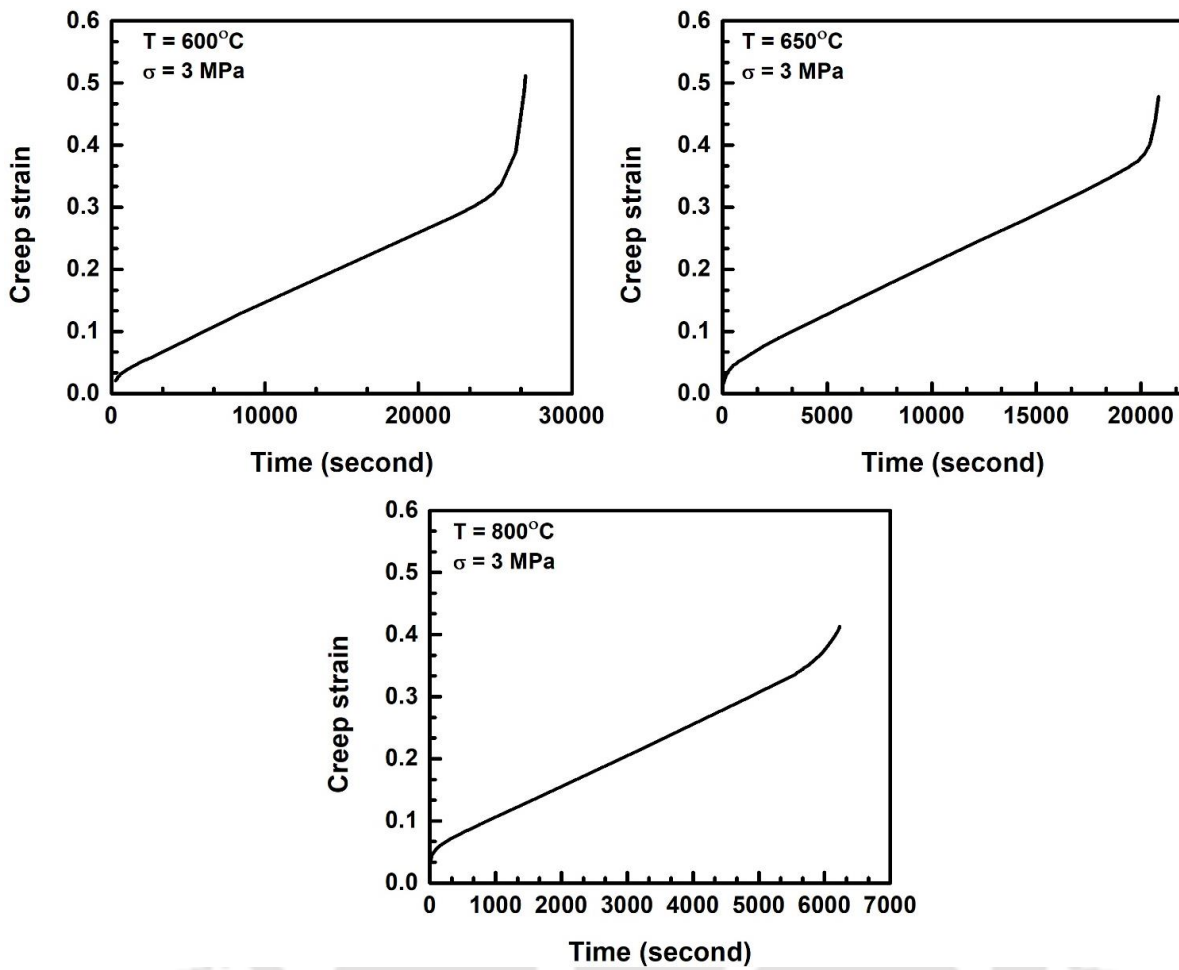 T = 600°C
σ = 3 MPa
Creep strain
0.6
0.5
0.4
0.3
0.2
0.1
0.0
0 10000 20000 30000
Time (second)
T = 650°C
σ = 3 MPa
Creep strain
0.6
0.5
0.4
0.3
0.2
0.1
0.0
0 5000 10000 15000 20000
Time (second)
T = 800°C
σ = 3 MPa
Creep strain
0.6
0.5
0.4
0.3
0.2
0.1
0.0
0 1000 2000 3000 4000 5000 6000 7000
Time (second)